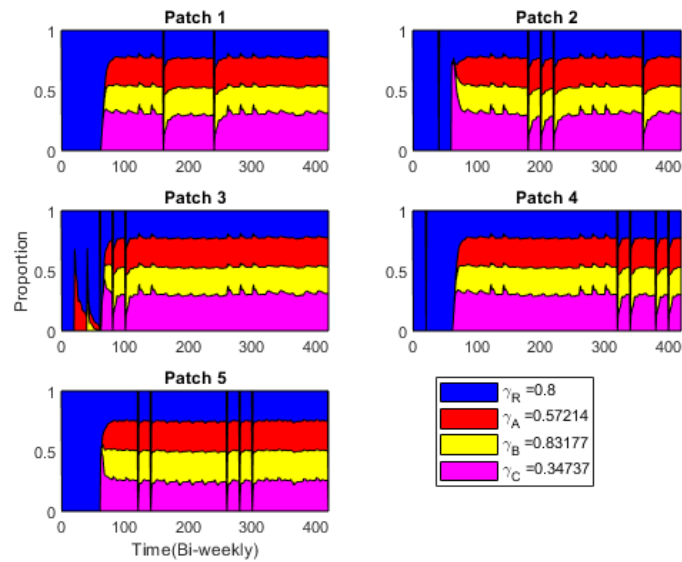 Patch 1
1
0.5
0
0 100 200 300 400
Patch 2
1
0.5
0
0 100 200 300 400
Patch 3
1
0.5
0
0 100 200 300 400
Proportion
Patch 4
1
0.5
0
0 100 200 300 400
Patch 5
1
0.5
0
0 100 200 300 400
Time(Bi-weekly)
γR =0.8
γA =0.57214
γB =0.83177
γC =0.34737